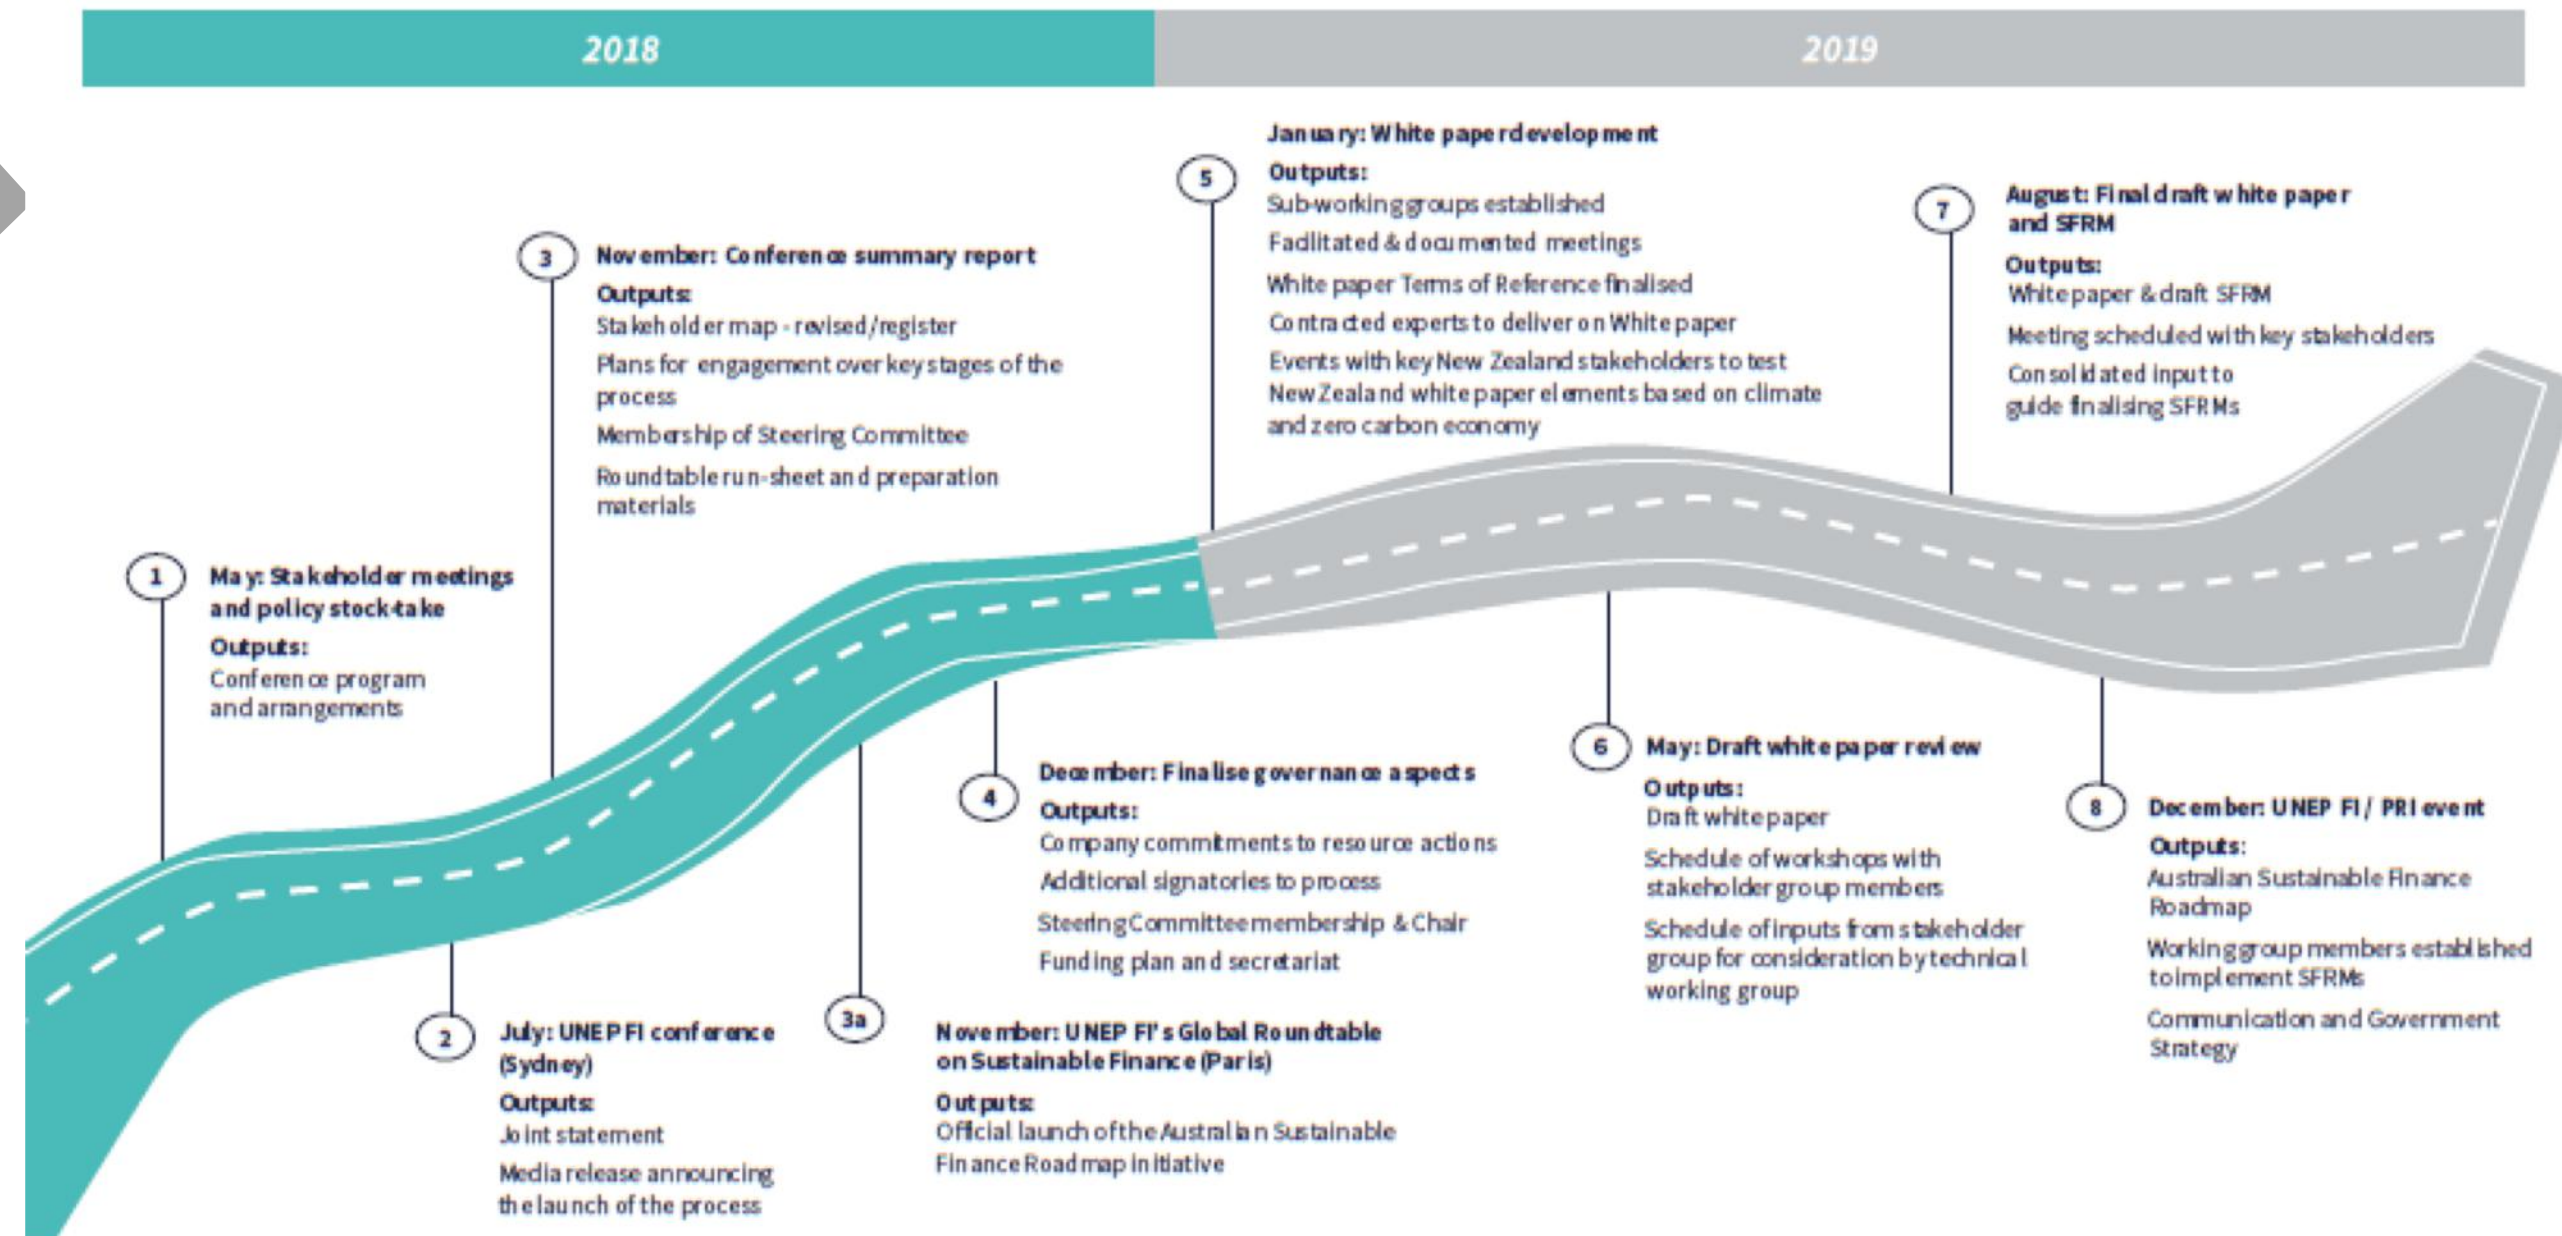 2018
2019
1
May: Stakeholder meetings
and policy stock-take
Outputs:
Conference program
and arrangements
2
July: UNEP FI conference
(Sydney)
Outputs:
Joint statement
Media release announcing
the launch of the process
3
November: Conference summary report
Outputs:
Stakeholder map - revised/register
Plans for engagement over key stages of the
process
Membership of Steering Committee
Roundtable run-sheet and preparation
materials
3a
November: UNEP FI's Global Roundtable
on Sustainable Finance (Paris)
Outputs:
Official launch of the Australian Sustainable
Finance Roadmap initiative
4
December: Finalise governance aspects
Outputs:
Company commitments to resource actions
Additional signatories to process
Steering Committee membership & Chair
Funding plan and secretariat
5
January: White paper development
Outputs:
Sub-working groups established
Facilitated & documented meetings
White paper Terms of Reference finalised
Contracted experts to deliver on White paper
Events with key New Zealand stakeholders to test
New Zealand white paper elements based on climate
and zero carbon economy
6
May: Draft white paper review
Outputs:
Draft white paper
Schedule of workshops with
stakeholder group members
Schedule of inputs from stakeholder
group for consideration by technical
working group
7
August: Final draft white paper
and SFRM
Outputs:
White paper & draft SFRM
Meeting scheduled with key stakeholders
Consolidated input to
guide finalising SFRMs
8
December: UNEP FI / PRI event
Outputs:
Australian Sustainable Finance
Roadmap
Working group members established
to implement SFRMs
Communication and Government
Strategy